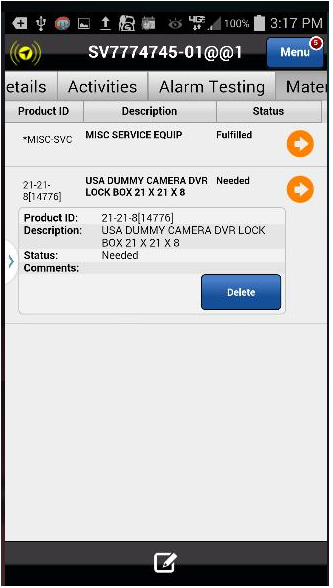 4G 100% 3:17 PM
SV7774745-01@@1 Menu 5
etails Activities Alarm Testing Mater
Product ID Description Status
*MISC-SVC MISC SERVICE EQUIP Fulfilled
21-21-8[14776] USA DUMMY CAMERA DVR Needed
LOCK BOX 21 X 21 X 8
Product ID: 21-21-8[14776]
Description: USA DUMMY CAMERA DVR LOCK
BOX 21 X 21 X 8
Status: Needed
Comments:
Delete